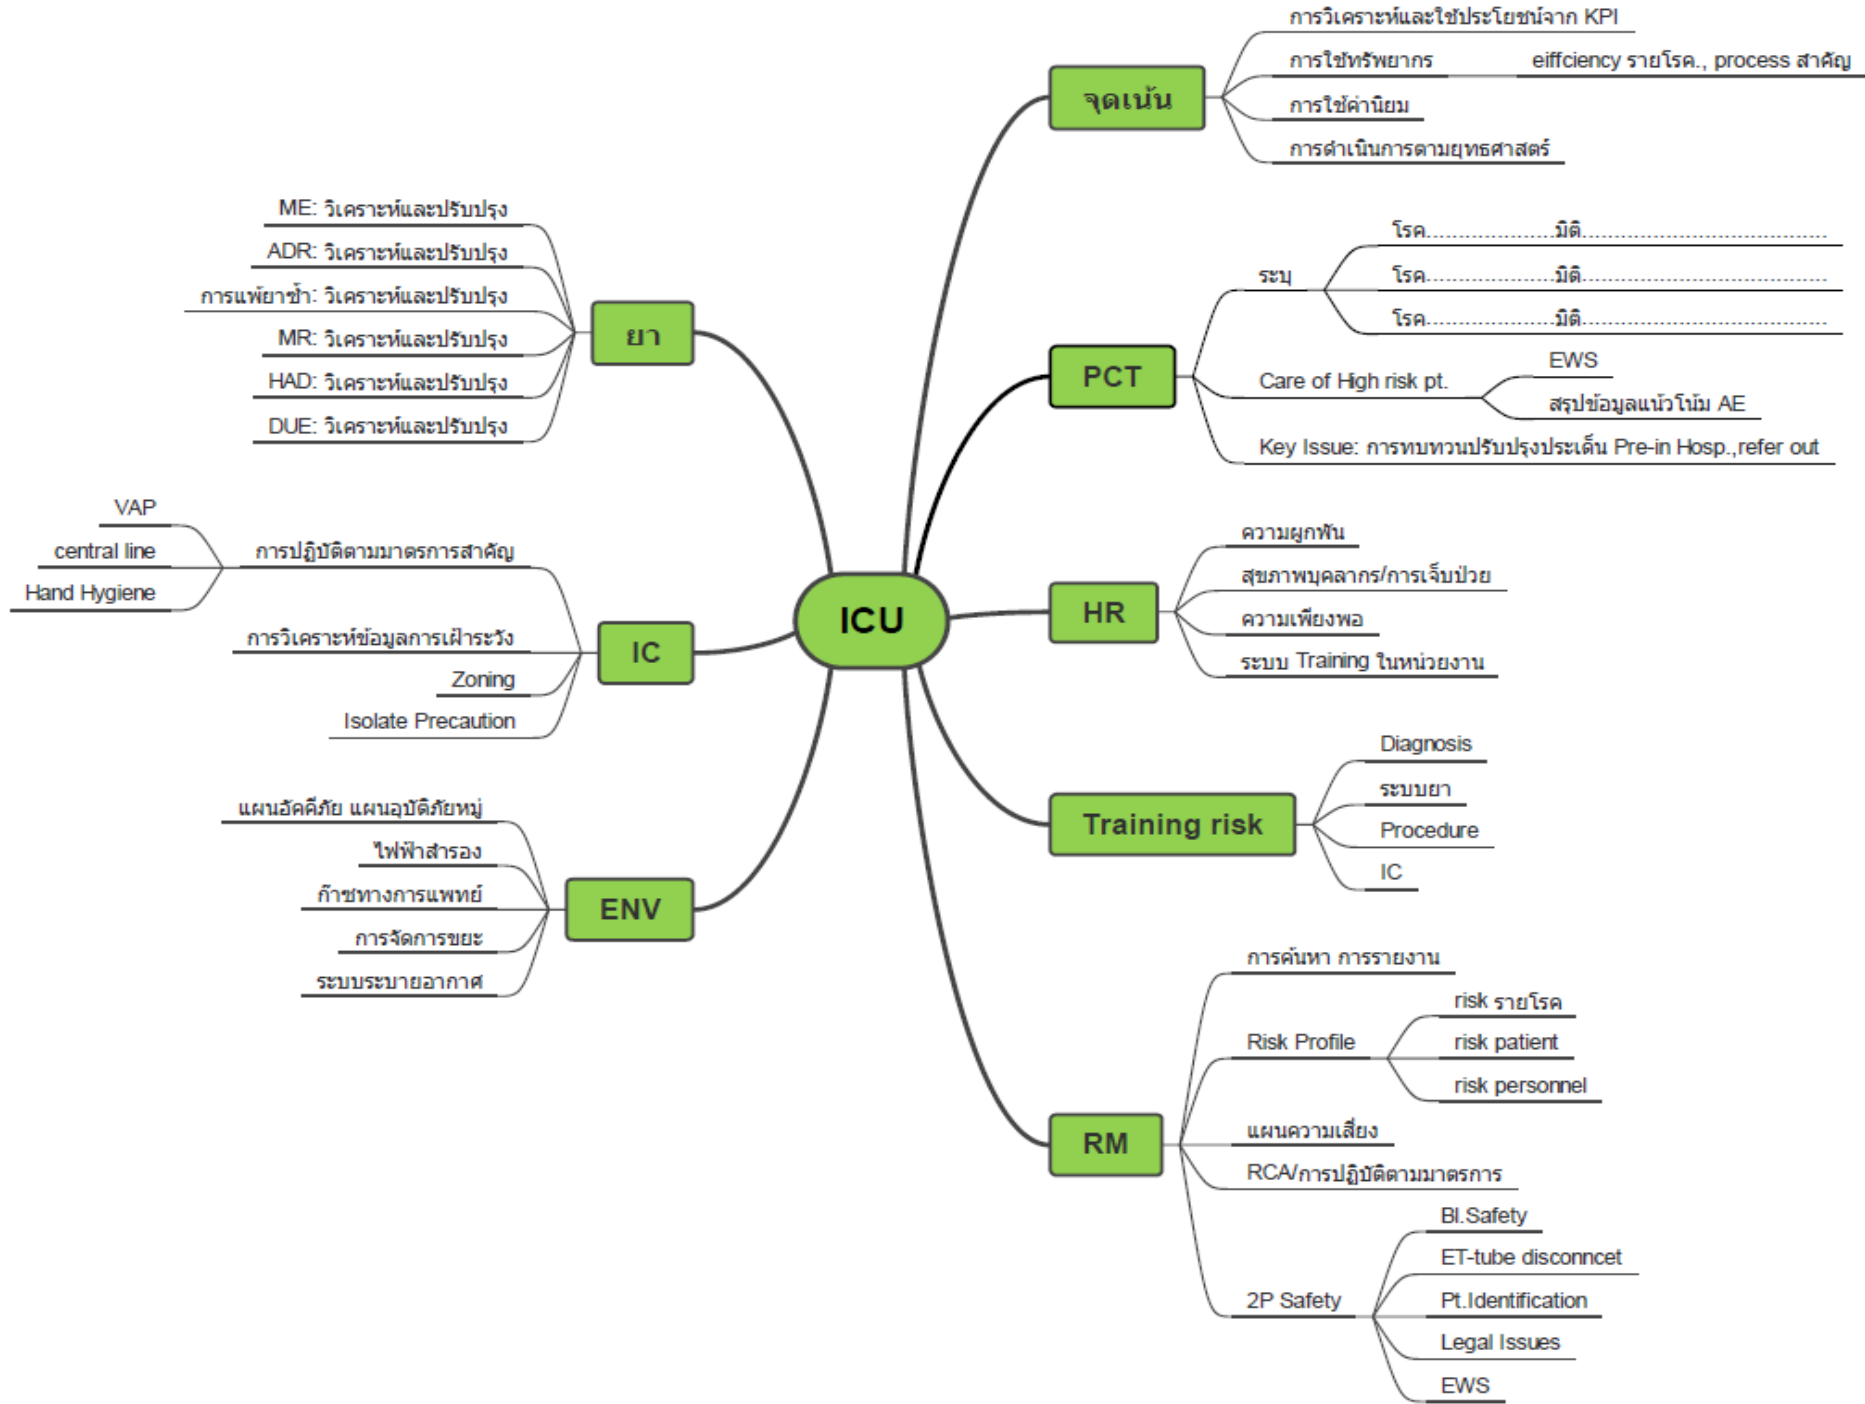 ICU
จุดเน้น
การวิเคราะห์และใช้ประโยชน์จาก KPI
การใช้ทรัพยากร
eiffciency รายโรค., process สำคัญ
การใช้ค่านิยม
การดำเนินการตามยุทธศาสตร์
PCT
ระบุ
โรค....................มิติ......................................
โรค....................มิติ......................................
โรค....................มิติ......................................
Care of High risk pt.
EWS
สรุปข้อมูลแน้วโน้ม AE
Key Issue: การทบทวนปรับปรุงประเด็น Pre-in Hosp.,refer out
HR
ความผูกพัน
สุขภาพบุคลากร/การเจ็บป่วย
ความเพียงพอ
ระบบ Training ในหน่วยงาน
Training risk
Diagnosis
ระบบยา
Procedure
IC
RM
การค้นหา การรายงาน
Risk Profile
risk รายโรค
risk patient
risk personnel
แผนความเสี่ยง
RCA/การปฏิบัติตามมาตรการ
2P Safety
Bl.Safety
ET-tube disconncet
Pt.Identification
Legal Issues
EWS
ยา
ME: วิเคราะห์และปรับปรุง
ADR: วิเคราะห์และปรับปรุง
การแพ้ยาซ้ำ: วิเคราะห์และปรับปรุง
MR: วิเคราะห์และปรับปรุง
HAD: วิเคราะห์และปรับปรุง
DUE: วิเคราะห์และปรับปรุง
IC
การปฏิบัติตามมาตรการสำคัญ
VAP
central line
Hand Hygiene
การวิเคราะห์ข้อมูลการเฝ้าระวัง
Zoning
Isolate Precaution
ENV
แผนอัคคีภัย แผนอุบัติภัยหมู่
ไฟฟ้าสำรอง
ก๊าซทางการแพทย์
การจัดการขยะ
ระบบระบายอากาศ